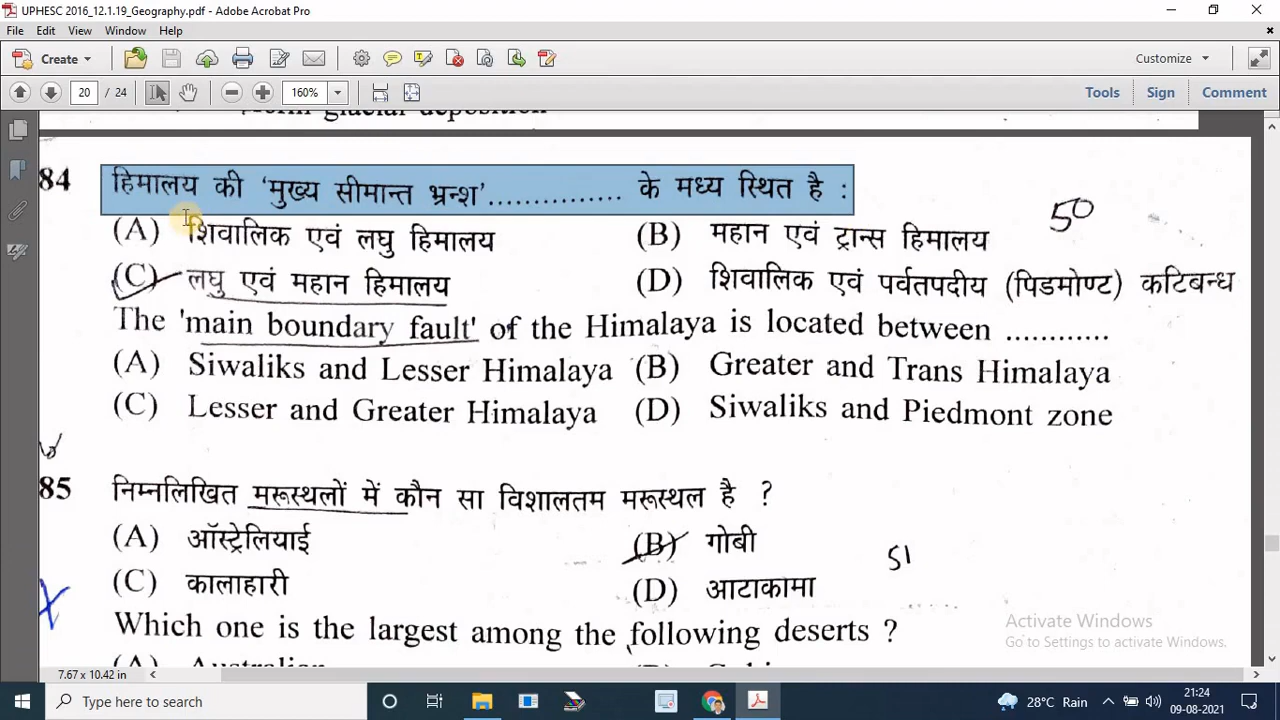 UPHESC 2016_12.1.19_Geography.pdf - Adobe Acrobat Pro
File Edit View Window Help
Create Customize
20 / 24 160% Tools Sign Comment
form glacial deposition
84 हिमालय की 'मुख्य सीमान्त भ्रन्श'............... के मध्य स्थित है :
50
(A) शिवालिक एवं लघु हिमालय (B) महान एवं ट्रान्स हिमालय
(C) लघु एवं महान हिमालय (D) शिवालिक एवं पर्वतपदीय (पिडमोण्ट) कटिबन्ध
The 'main boundary fault' of the Himalaya is located between ............
(A) Siwaliks and Lesser Himalaya (B) Greater and Trans Himalaya
(C) Lesser and Greater Himalaya (D) Siwaliks and Piedmont zone
85 निम्नलिखित मरूस्थलों में कौन सा विशालतम मरूस्थल है ?
(A) ऑस्ट्रेलियाई (B) गोबी
51
(C) कालाहारी (D) आटाकामा
Which one is the largest among the following deserts ?
Activate Windows
Go to Settings to activate Windows.
(A) Australian (B) Gobi
7.67 x 10.42 in
Type here to search 28°C Rain 21:24
09-08-2021